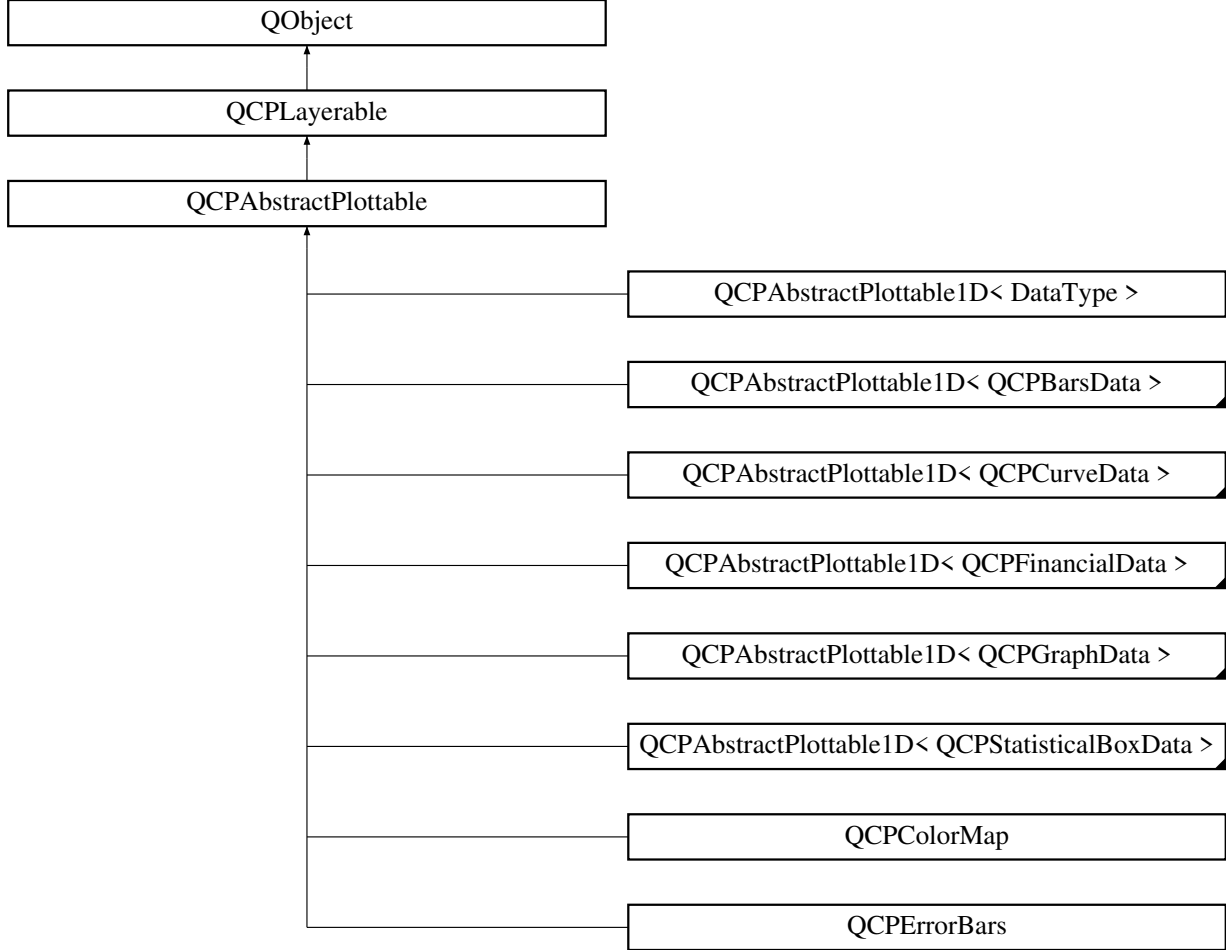 QObject
QCPLayerable
QCPAbstractPlottable
QCPAbstractPlottable1D< DataType >
QCPAbstractPlottable1D< QCPBarsData >
QCPAbstractPlottable1D< QCPCurveData >
QCPAbstractPlottable1D< QCPFinancialData >
QCPAbstractPlottable1D< QCPGraphData >
QCPAbstractPlottable1D< QCPStatisticalBoxData >
QCPColorMap
QCPErrorBars